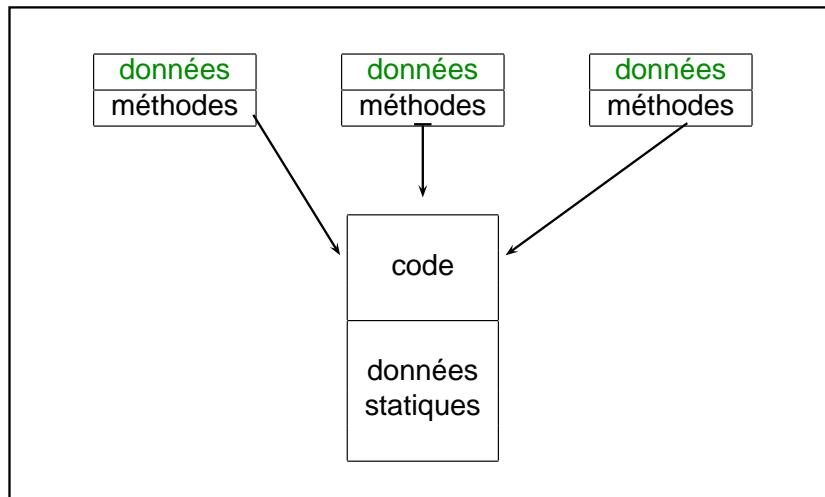 données
méthodes
données
méthodes
données
méthodes
code
données
statiques